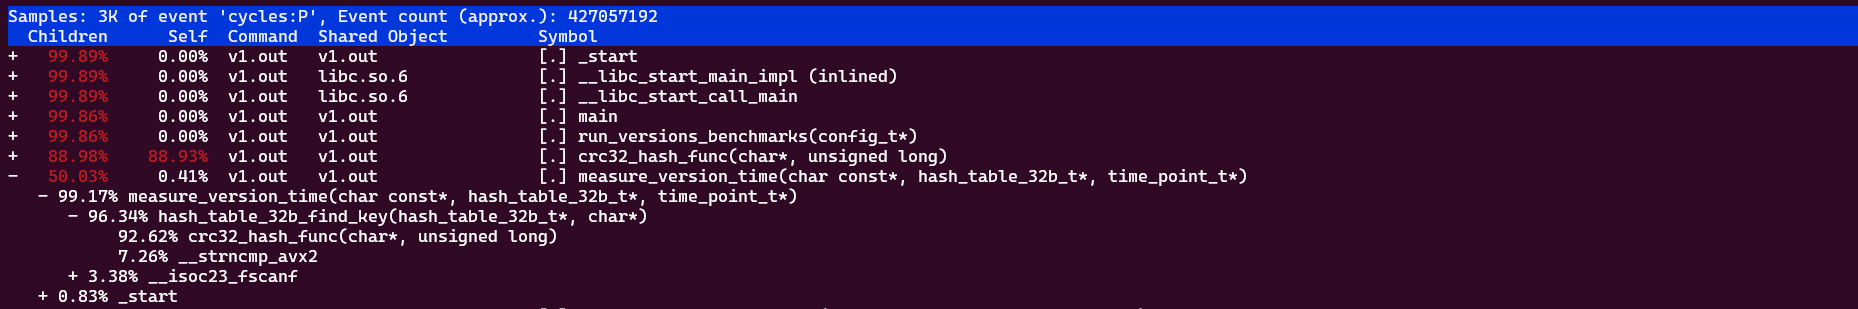 Samples: 3K of event 'cycles:P', Event count (approx.): 427057192
Children Self Command Shared Object Symbol
+ 99.89% 0.00% v1.out v1.out [.] _start
+ 99.89% 0.00% v1.out libc.so.6 [.] __libc_start_main_impl (inlined)
+ 99.89% 0.00% v1.out libc.so.6 [.] __libc_start_call_main
+ 99.86% 0.00% v1.out v1.out [.] main
+ 99.86% 0.00% v1.out v1.out [.] run_versions_benchmarks(config_t*)
+ 88.98% 88.93% v1.out v1.out [.] crc32_hash_func(char*, unsigned long)
- 50.03% 0.41% v1.out v1.out [.] measure_version_time(char const*, hash_table_32b_t*, time_point_t*)
- 99.17% measure_version_time(char const*, hash_table_32b_t*, time_point_t*)
- 96.34% hash_table_32b_find_key(hash_table_32b_t*, char*)
92.62% crc32_hash_func(char*, unsigned long)
7.26% __strncmp_avx2
+ 3.38% __isoc23_fscanf
+ 0.83% _start